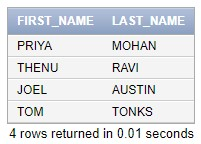 FIRST_NAME LAST_NAME
PRIYA MOHAN
THENU RAVI
JOEL AUSTIN
TOM TONKS
4 rows returned in 0.01 seconds